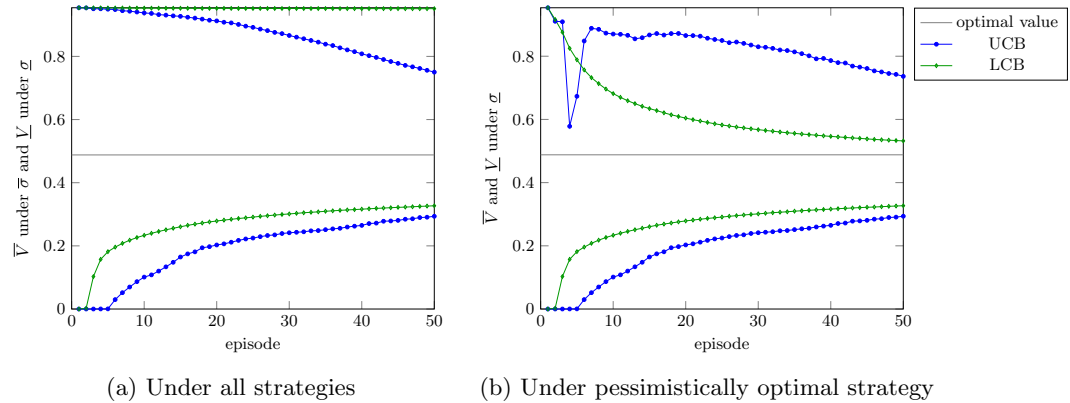 V̅ under σ̅ and V̲ under σ̲
0.8
0.6
0.4
0.2
0
0
10
20
30
40
50
episode
(a) Under all strategies
V̅ and V̲ under σ̲
0.8
0.6
0.4
0.2
0
0
10
20
30
40
50
episode
(b) Under pessimistically optimal strategy
optimal value
UCB
LCB